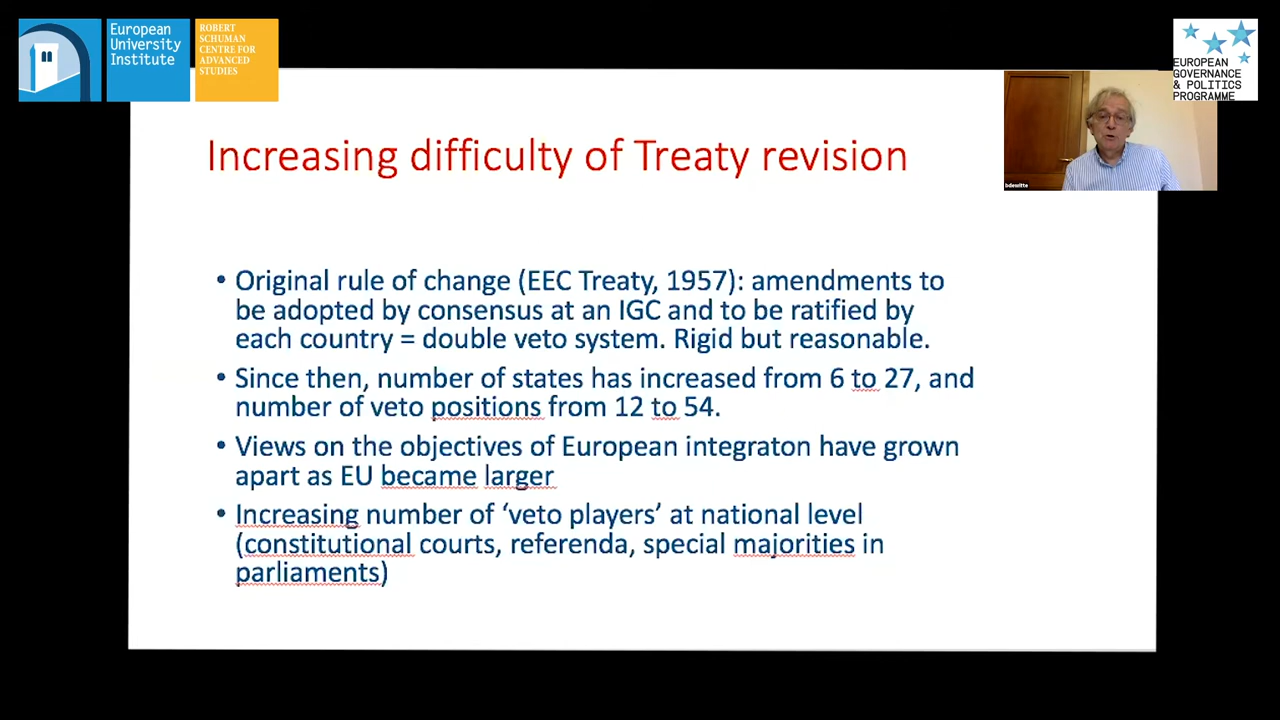 European
University
Institute
ROBERT
SCHUMAN
CENTRE FOR
ADVANCED
STUDIES
EUROPEAN
GOVERNANCE
& POLITICS
PROGRAMME
bdewitte
Increasing difficulty of Treaty revision
• Original rule of change (EEC Treaty, 1957): amendments to
be adopted by consensus at an IGC and to be ratified by
each country = double veto system. Rigid but reasonable.
• Since then, number of states has increased from 6 to 27, and
number of veto positions from 12 to 54.
• Views on the objectives of European integraton have grown
apart as EU became larger
• Increasing number of ‘veto players’ at national level
(constitutional courts, referenda, special majorities in
parliaments)